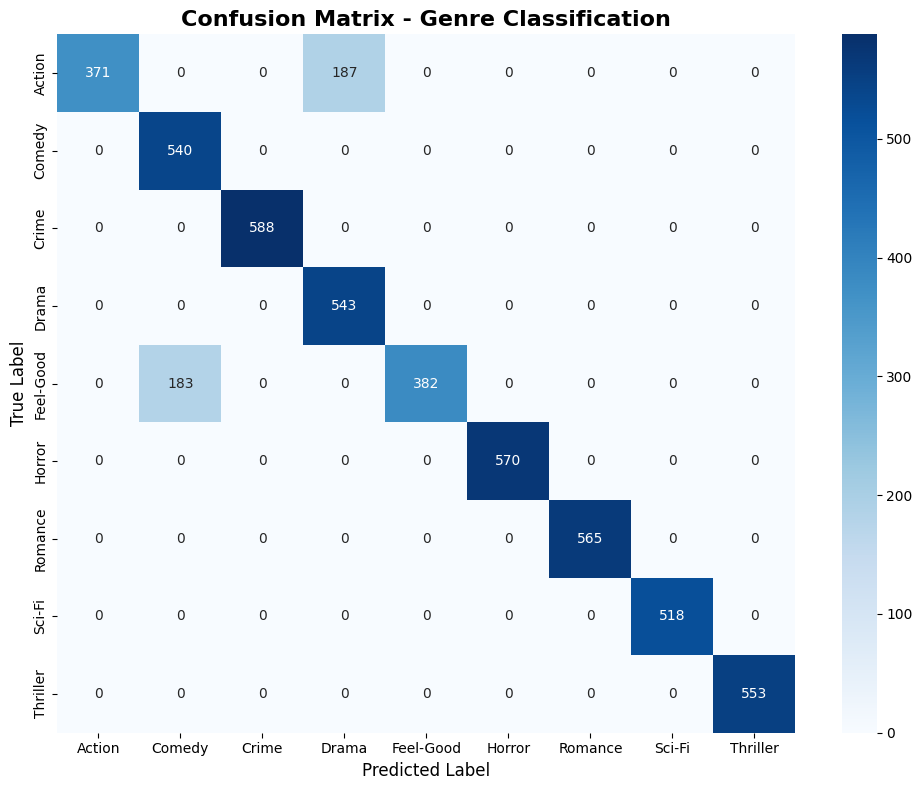 Confusion Matrix - Genre Classification
True Label
Action 371 0 0 187 0 0 0 0 0
Comedy 0 540 0 0 0 0 0 0 0
Crime 0 0 588 0 0 0 0 0 0
Drama 0 0 0 543 0 0 0 0 0
Feel-Good 0 183 0 0 382 0 0 0 0
Horror 0 0 0 0 0 570 0 0 0
Romance 0 0 0 0 0 0 565 0 0
Sci-Fi 0 0 0 0 0 0 0 518 0
Thriller 0 0 0 0 0 0 0 0 553
Action Comedy Crime Drama Feel-Good Horror Romance Sci-Fi Thriller
Predicted Label
500
400
300
200
100
0